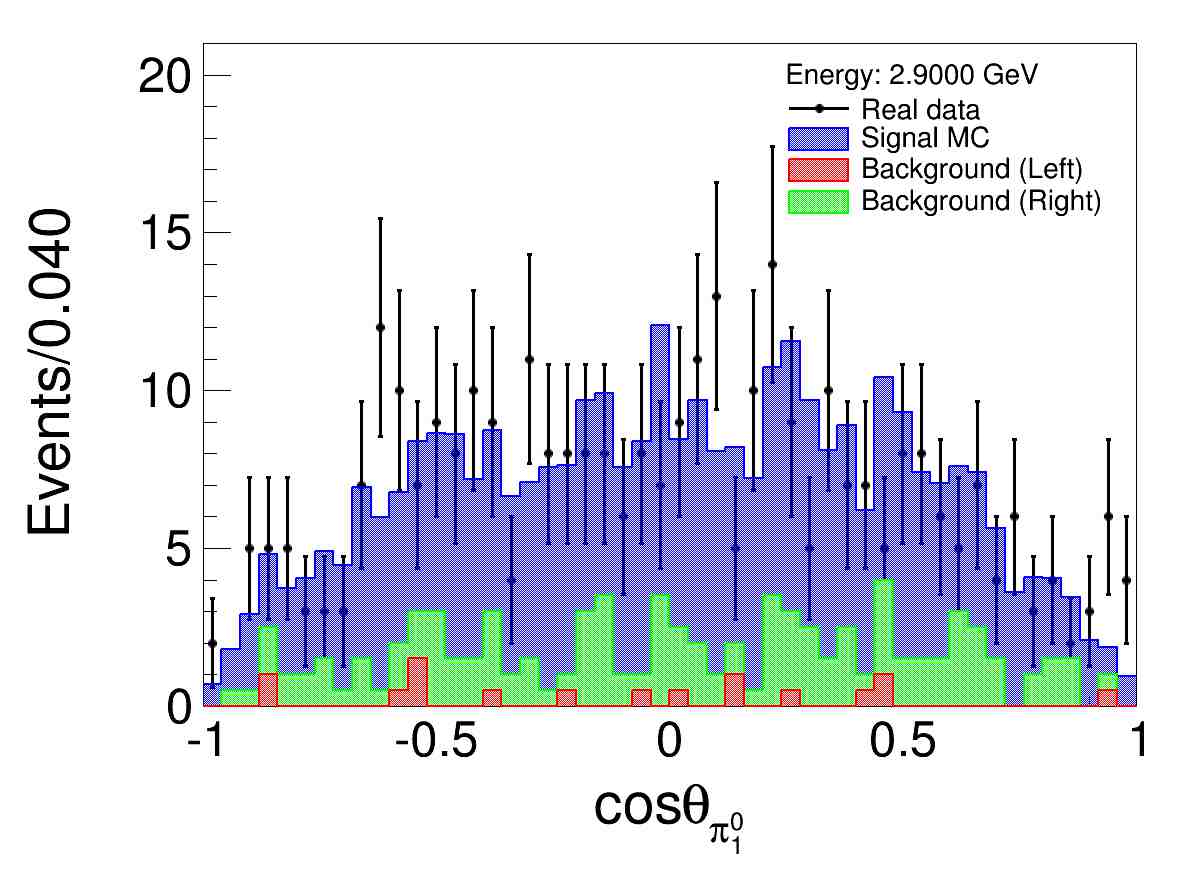 Energy: 2.9000 GeV
Real data
Signal MC
Background (Left)
Background (Right)
Events/0.040
20
15
10
5
0
-1
-0.5
0
0.5
1
cosθπ⁰₁